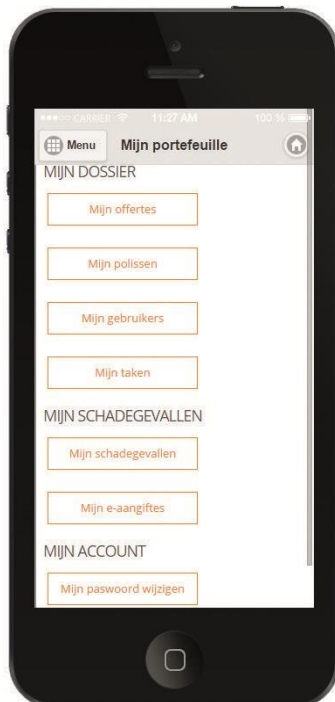 CARRIER 11:27 AM 100 %
Menu Mijn portefeuille
MIJN DOSSIER
Mijn offertes
Mijn polissen
Mijn gebruikers
Mijn taken
MIJN SCHADEGEVALLEN
Mijn schadegevallen
Mijn e-aangiftes
MIJN ACCOUNT
Mijn paswoord wijzigen